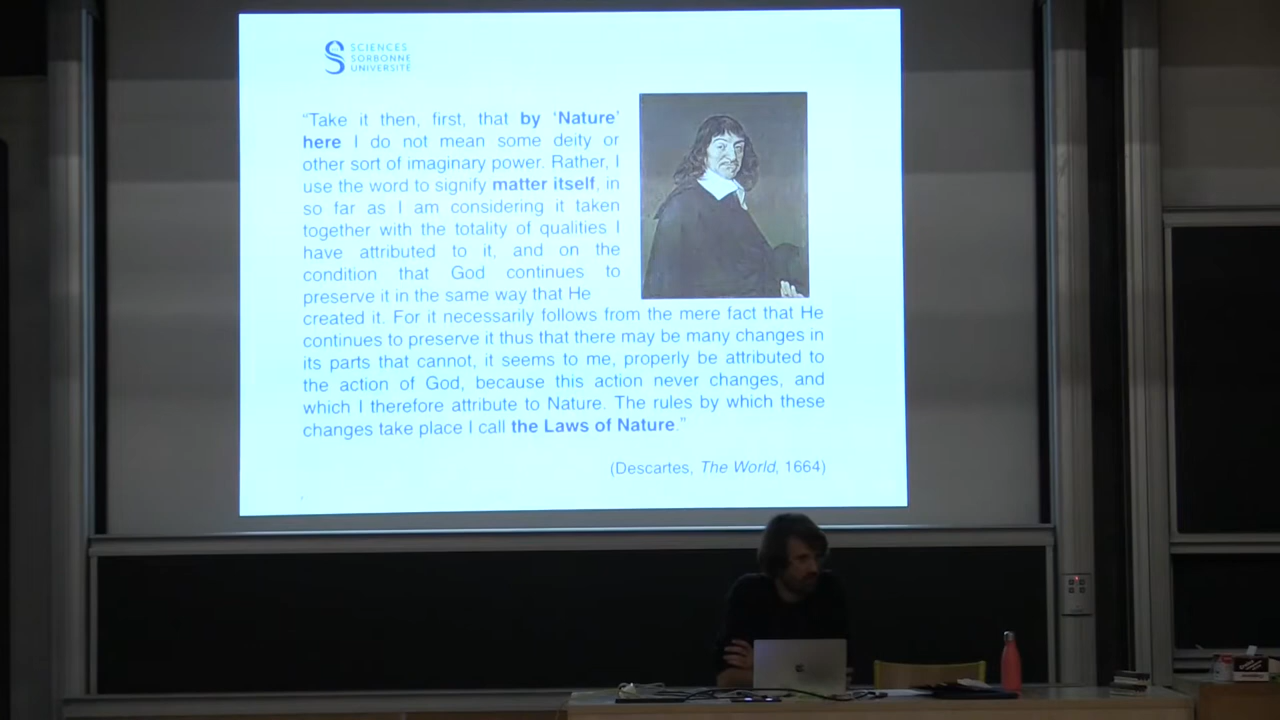 SCIENCES
SORBONNE
UNIVERSITÉ
“Take it then, first, that by ‘Nature’
here I do not mean some deity or
other sort of imaginary power. Rather, I
use the word to signify matter itself, in
so far as I am considering it taken
together with the totality of qualities I
have attributed to it, and on the
condition that God continues to
preserve it in the same way that He
created it. For it necessarily follows from the mere fact that He
continues to preserve it thus that there may be many changes in
its parts that cannot, it seems to me, properly be attributed to
the action of God, because this action never changes, and
which I therefore attribute to Nature. The rules by which these
changes take place I call the Laws of Nature.”
(Descartes, The World, 1664)